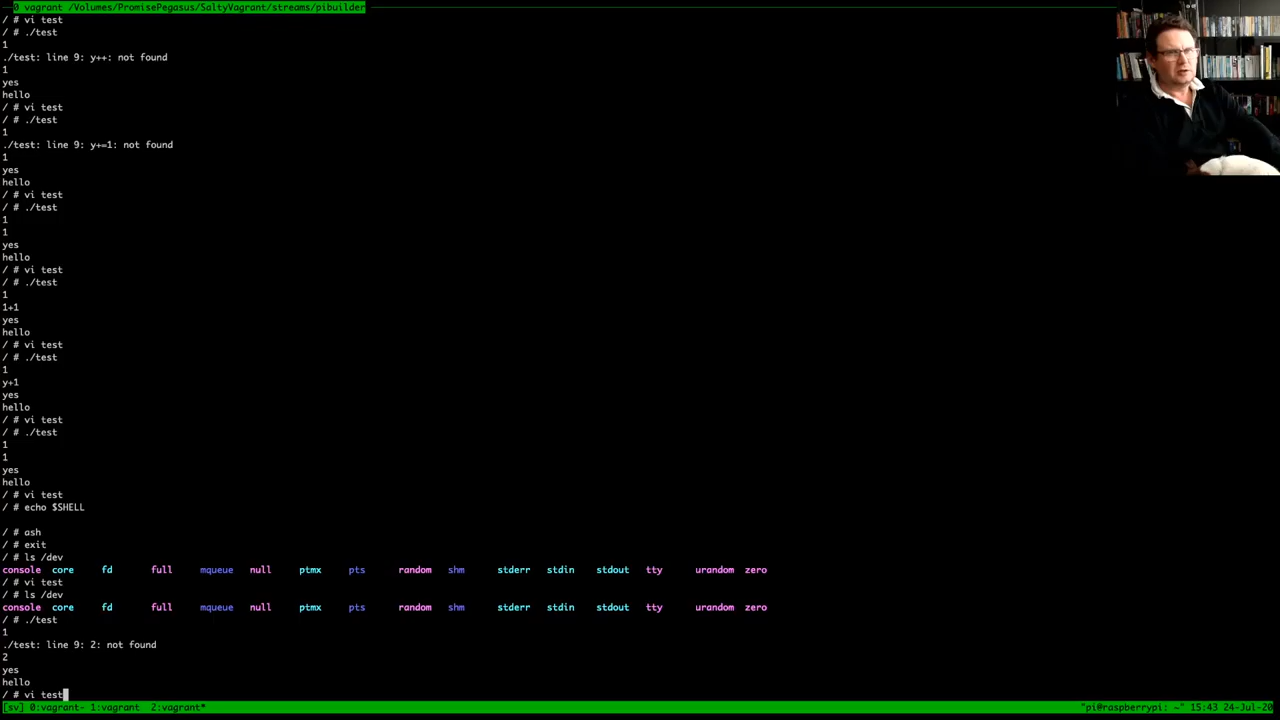 0 vagrant /Volumes/PromisePegasus/SaltyVagrant/streams/pibuilder
/ # vi test
/ # ./test
1
./test: line 9: y++: not found
1
yes
hello
/ # vi test
/ # ./test
1
./test: line 9: y+=1: not found
1
yes
hello
/ # vi test
/ # ./test
1
1
yes
hello
/ # vi test
/ # ./test
1
1+1
yes
hello
/ # vi test
/ # ./test
1
y+1
yes
hello
/ # vi test
/ # ./test
1
1
yes
hello
/ # vi test
/ # echo $SHELL
/ # ash
/ # exit
/ # ls /dev
console core fd full mqueue null ptmx pts random shm stderr stdin stdout tty urandom zero
/ # vi test
/ # ls /dev
console core fd full mqueue null ptmx pts random shm stderr stdin stdout tty urandom zero
/ # ./test
1
./test: line 9: 2: not found
2
yes
hello
/ # vi test
[sv] 0:vagrant- 1:vagrant 2:vagrant* "pi@raspberrypi: ~" 15:43 24-Jul-20